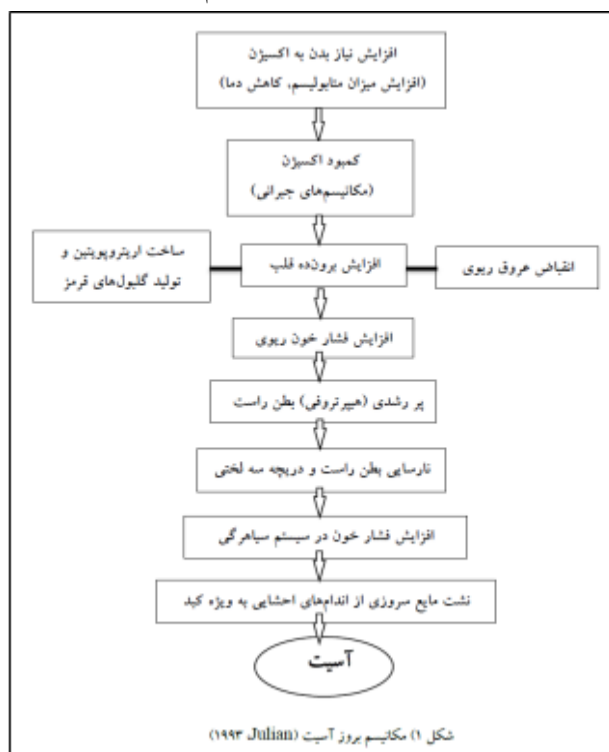 افزایش نیاز بدن به اکسیژن
(افزایش میزان متابولیسم، کاهش دما)
کمبود اکسیژن
(مکانیسم‌های جبرانی)
ساخت اریتروپویتین و
تولید گلبول‌های قرمز
افزایش برون‌ده قلب
انقباض عروق ریوی
افزایش فشار خون ریوی
پر رشدی (هیپرتروفی) بطن راست
نارسایی بطن راست و دریچه سه لختی
افزایش فشار خون در سیستم سیاهرگی
نشت مایع سروزی از اندام‌های احشایی به ویژه کبد
آسیت
شکل ۱) مکانیسم بروز آسیت (Julian ۱۹۹۳)